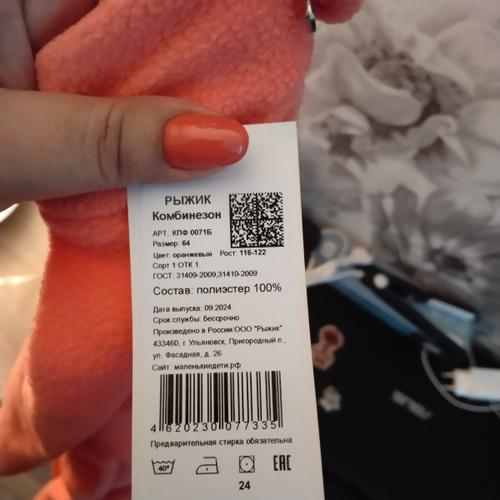 РЫЖИК
Комбинезон
АРТ. КПФ 0071Б
Размер: 64
Цвет: оранжевый Рост: 116-122
Сорт 1 ОТК 1
ГОСТ: 31409-2009,31410-2009
Состав: полиэстер 100%
Дата выпуска: 09.2024
Срок службы: бессрочно
Произведено в России:ООО "Рыжик"
433460, г. Ульяновск, Пригородный п.,
ул. Фасадная, д. 26
Сайт: маленькиедети.рф
4 620230 077335
Предварительная стирка обязательна
40° EAC
24